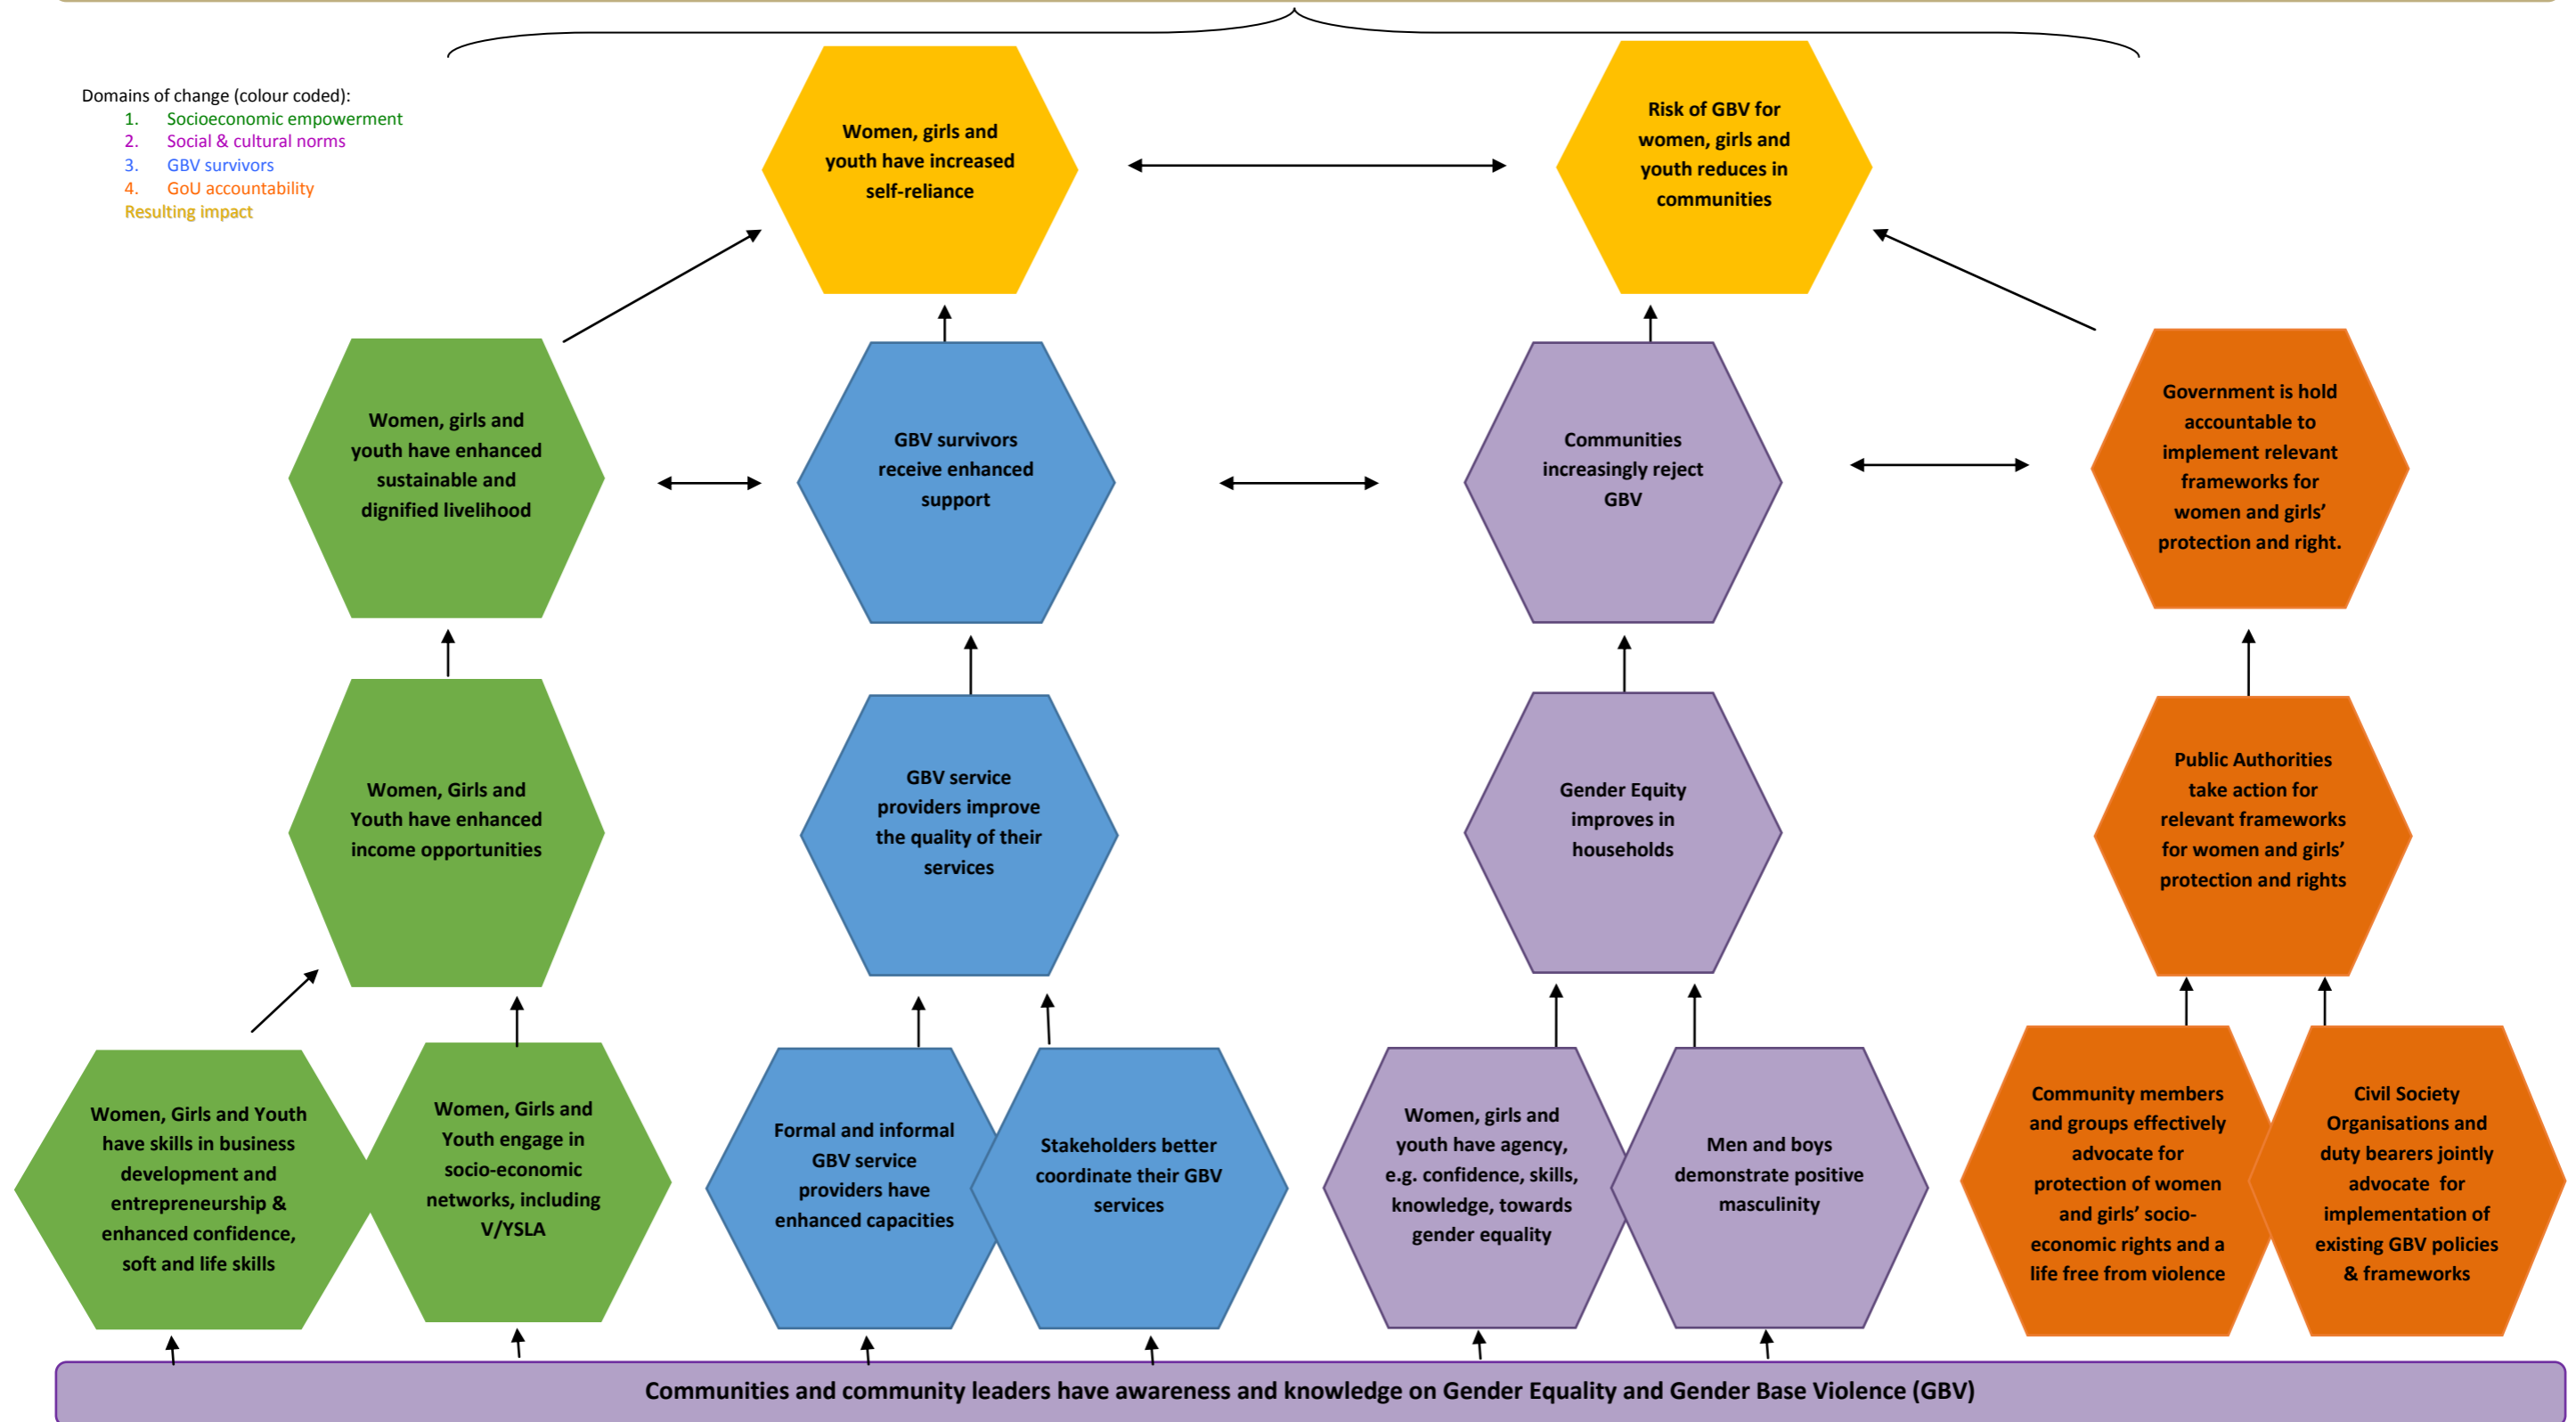 Domains of change (colour coded):
1. Socioeconomic empowerment
2. Social & cultural norms
3. GBV survivors
4. GoU accountability
Resulting impact
Women, girls and
youth have increased
self-reliance
Risk of GBV for
women, girls and
youth reduces in
communities
Women, girls and
youth have enhanced
sustainable and
dignified livelihood
GBV survivors
receive enhanced
support
Communities
increasingly reject
GBV
Government is hold
accountable to
implement relevant
frameworks for
women and girls’
protection and right.
Women, Girls and
Youth have enhanced
income opportunities
GBV service
providers improve
the quality of their
services
Gender Equity
improves in
households
Public Authorities
take action for
relevant frameworks
for women and girls’
protection and rights
Women, Girls and Youth
have skills in business
development and
entrepreneurship &
enhanced confidence,
soft and life skills
Women, Girls and
Youth engage in
socio-economic
networks, including
V/YSLA
Formal and informal
GBV service
providers have
enhanced capacities
Stakeholders better
coordinate their GBV
services
Women, girls and
youth have agency,
e.g. confidence, skills,
knowledge, towards
gender equality
Men and boys
demonstrate positive
masculinity
Community members
and groups effectively
advocate for
protection of women
and girls’ socio-
economic rights and a
life free from violence
Civil Society
Organisations and
duty bearers jointly
advocate for
implementation of
existing GBV policies
& frameworks
Communities and community leaders have awareness and knowledge on Gender Equality and Gender Base Violence (GBV)